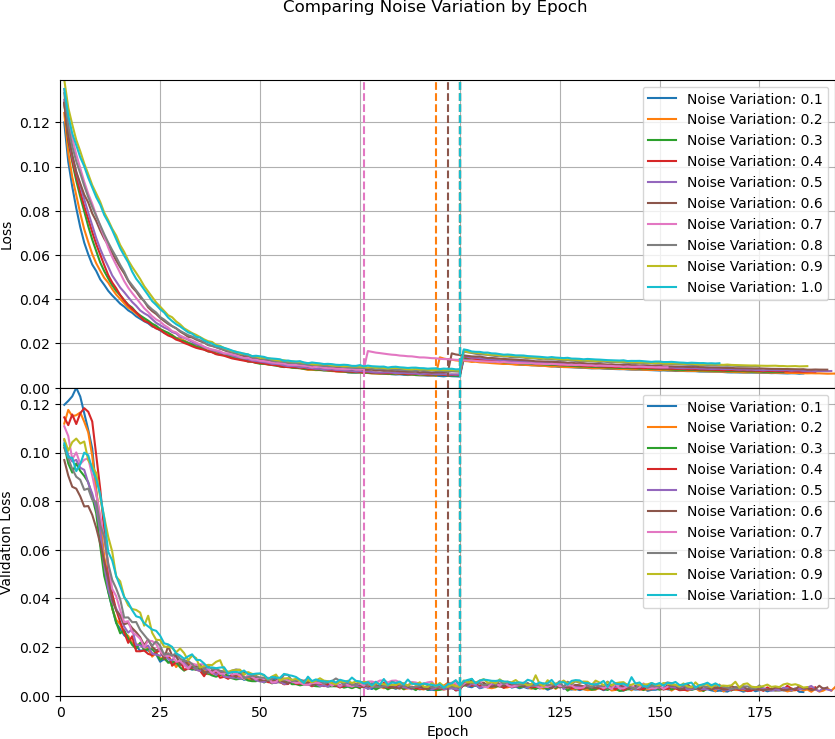 Comparing Noise Variation by Epoch
0.12
0.10
0.08
0.06
0.04
0.02
0.00
Loss
Noise Variation: 0.1
Noise Variation: 0.2
Noise Variation: 0.3
Noise Variation: 0.4
Noise Variation: 0.5
Noise Variation: 0.6
Noise Variation: 0.7
Noise Variation: 0.8
Noise Variation: 0.9
Noise Variation: 1.0
0.12
0.10
0.08
0.06
0.04
0.02
0.00
Validation Loss
Noise Variation: 0.1
Noise Variation: 0.2
Noise Variation: 0.3
Noise Variation: 0.4
Noise Variation: 0.5
Noise Variation: 0.6
Noise Variation: 0.7
Noise Variation: 0.8
Noise Variation: 0.9
Noise Variation: 1.0
0 25 50 75 100 125 150 175
Epoch